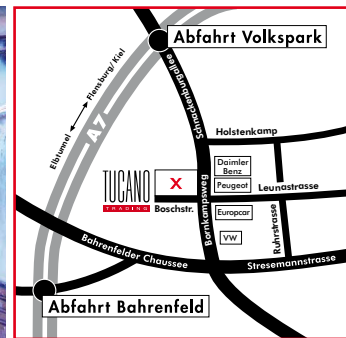 Abfahrt Volkspark
Elbtunnel ↔ Flensburg/Kiel
A7
Schnackenburgallee
Holstenkamp
Daimler
Benz
Peugeot
Leunastrasse
TUCANO
TRADING
X
Boschstr.
Bornkampsweg
Europcar
VW
Ruhrstrasse
Bahrenfelder Chaussee
Stresemannstrasse
Abfahrt Bahrenfeld